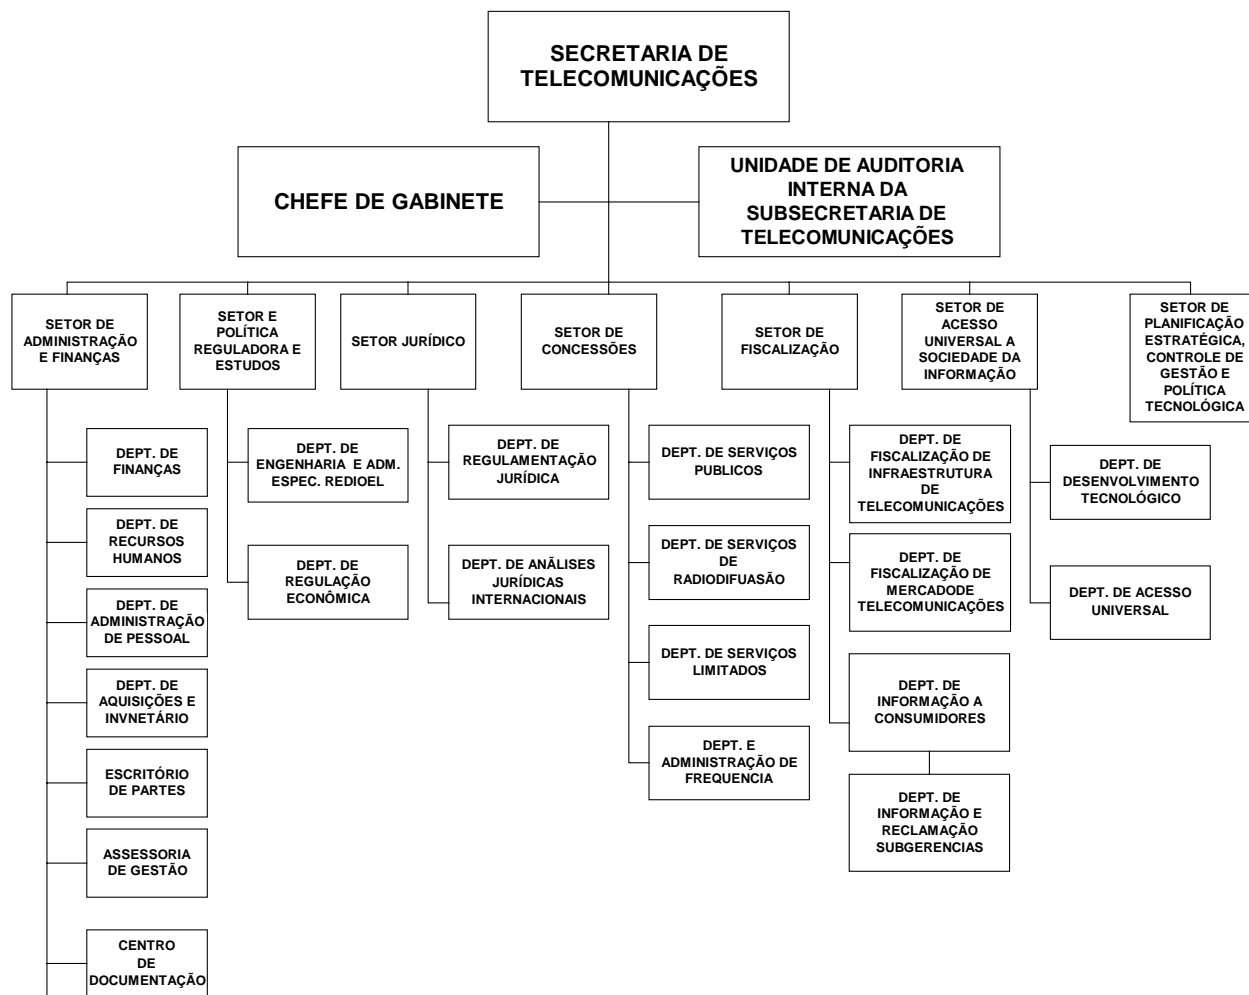 SECRETARIA DE
TELECOMUNICAÇÕES
CHEFE DE GABINETE
UNIDADE DE AUDITORIA
INTERNA DA
SUBSECRETARIA DE
TELECOMUNICAÇÕES
SETOR DE
ADMINISTRAÇÃO
E FINANÇAS
SETOR E
POLÍTICA
REGULADORA E
ESTUDOS
SETOR JURÍDICO
SETOR DE
CONCESSÕES
SETOR DE
FISCALIZAÇÃO
SETOR DE
ACESSO
UNIVERSAL A
SOCIEDADE DA
INFORMAÇÃO
SETOR DE
PLANIFICAÇÃO
ESTRATÉGICA,
CONTROLE DE
GESTÃO E
POLÍTICA
TECNOLÓGICA
DEPT. DE
FINANÇAS
DEPT. DE
RECURSOS
HUMANOS
DEPT. DE
ADMINISTRAÇÃO
DE PESSOAL
DEPT. DE
AQUISIÇÕES E
INVNETÁRIO
ESCRITÓRIO
DE PARTES
ASSESSORIA
DE GESTÃO
CENTRO
DE
DOCUMENTAÇÃO
DEPT. DE
ENGENHARIA E ADM.
ESPEC. REDIOEL
DEPT. DE
REGULAÇÃO
ECONÔMICA
DEPT. DE
REGULAMENTAÇÃO
JURÍDICA
DEPT. DE ANÃLISES
JURÍDICAS
INTERNACIONAIS
DEPT. DE SERVIÇOS
PUBLICOS
DEPT. DE SERVIÇOS
DE
RADIODIFUASÃO
DEPT. DE SERVIÇOS
LIMITADOS
DEPT. E
ADMINISTRAÇÃO DE
FREQUENCIA
DEPT. DE
FISCALIZAÇÃO DE
INFRAESTRUTURA
DE
TELECOMUNICAÇÕES
DEPT. DE
FISCALIZAÇÃO DE
MERCADODE
TELECOMUNICAÇÕES
DEPT. DE
INFORMAÇÃO A
CONSUMIDORES
DEPT. DE
INFORMAÇÃO E
RECLAMAÇÃO
SUBGERENCIAS
DEPT. DE
DESENVOLVIMENTO
TECNOLÓGICO
DEPT. DE ACESSO
UNIVERSAL